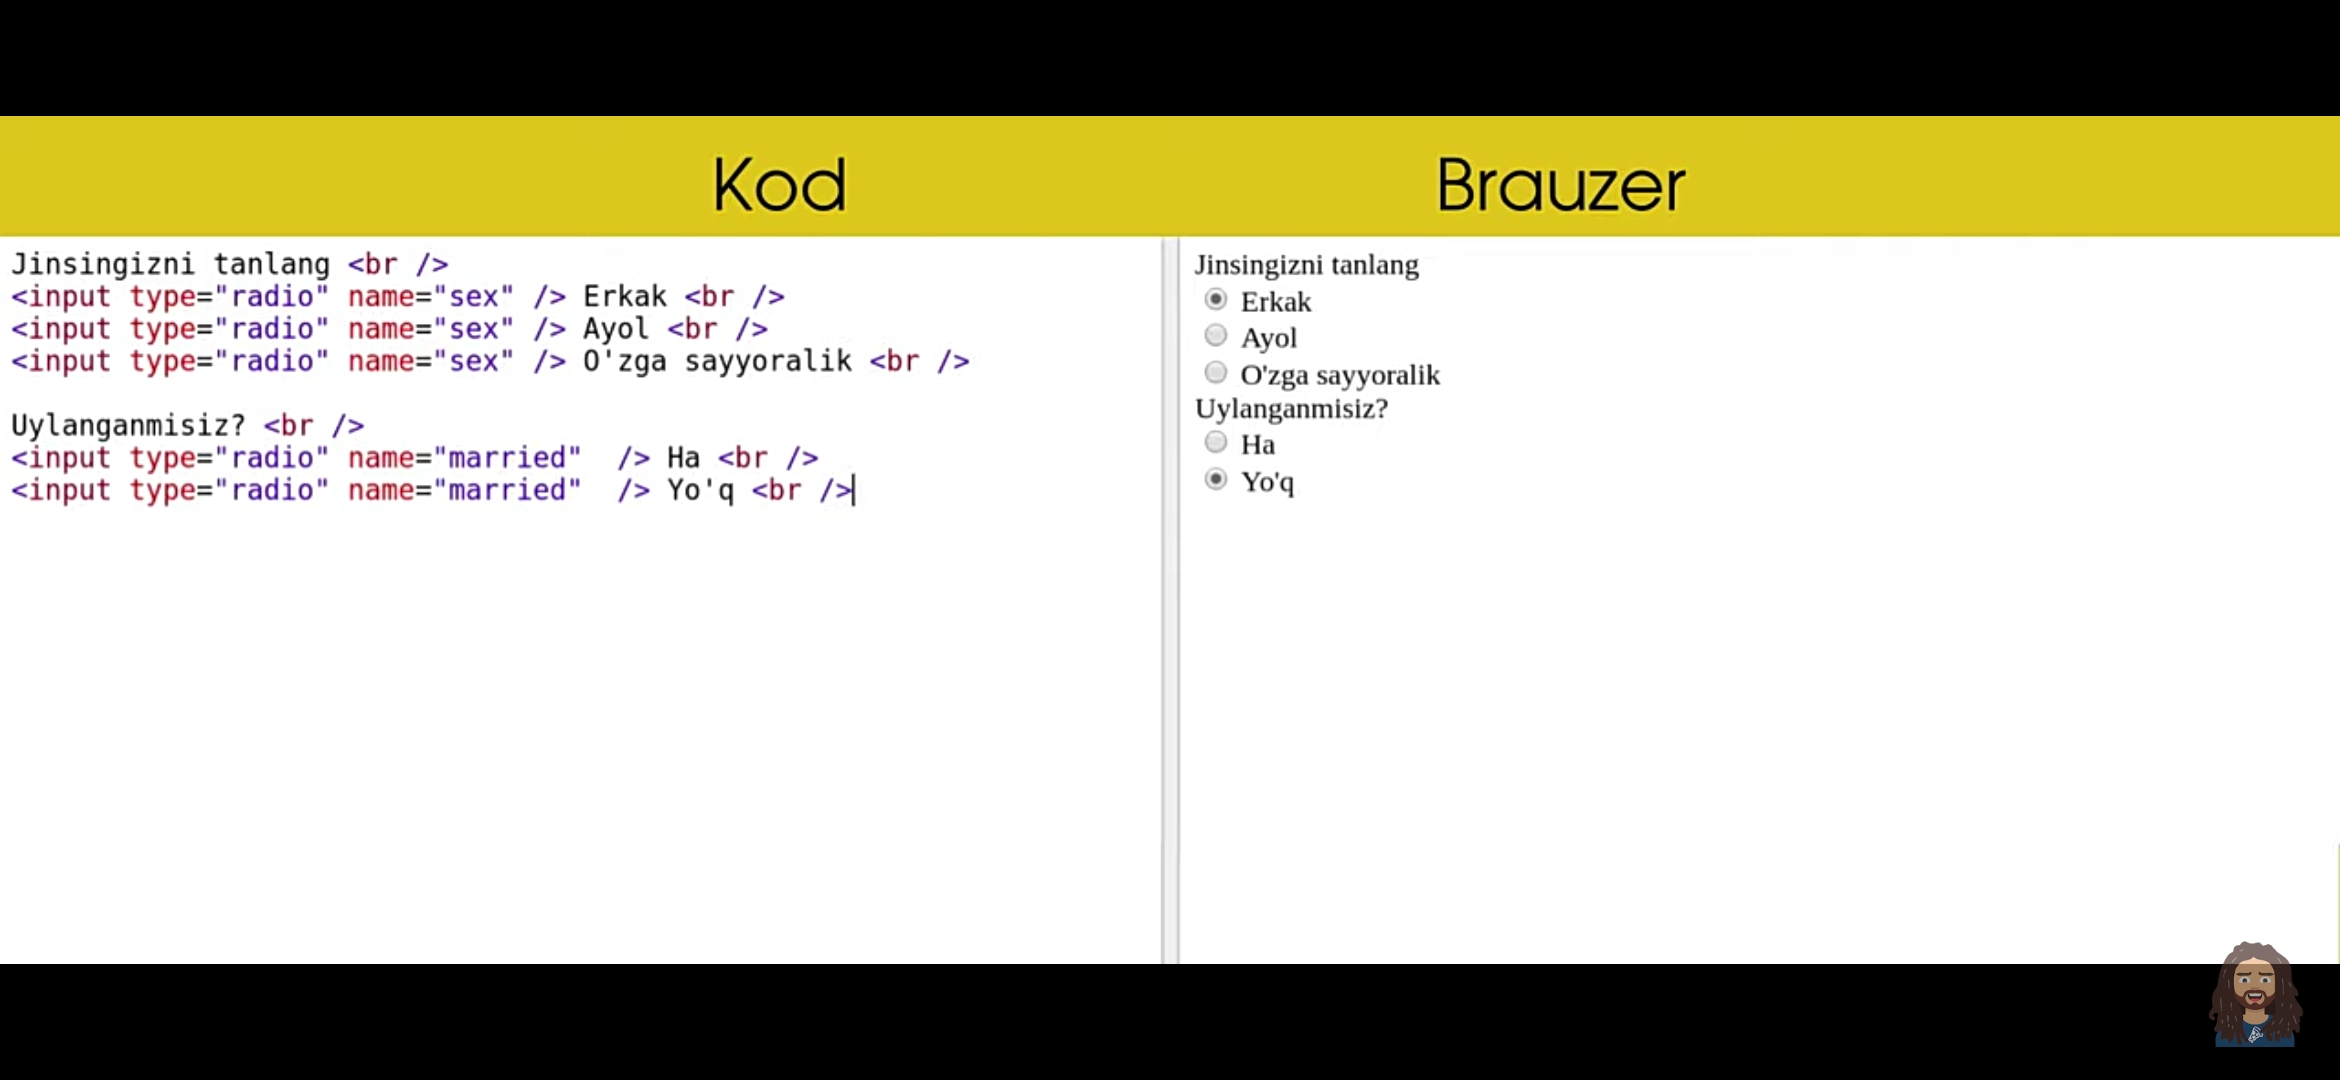 Kod
Brauzer
Jinsingizni tanlang <br />
<input type="radio" name="sex" /> Erkak <br />
<input type="radio" name="sex" /> Ayol <br />
<input type="radio" name="sex" /> O'zga sayyoralik <br />
Uylanganmisiz? <br />
<input type="radio" name="married"  /> Ha <br />
<input type="radio" name="married"  /> Yo'q <br />
Jinsingizni tanlang
Erkak
Ayol
O'zga sayyoralik
Uylanganmisiz?
Ha
Yo'q